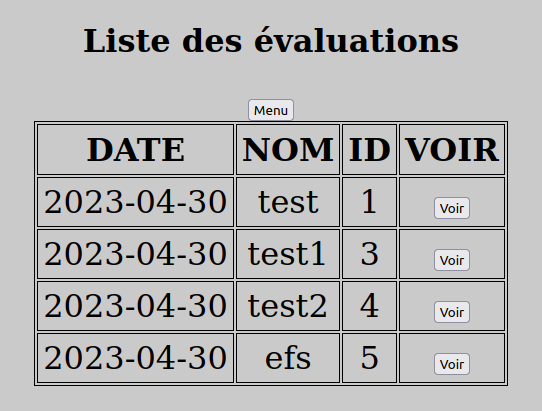 Liste des évaluations
Menu
DATE NOM ID VOIR
2023-04-30 test 1 Voir
2023-04-30 test1 3 Voir
2023-04-30 test2 4 Voir
2023-04-30 efs 5 Voir